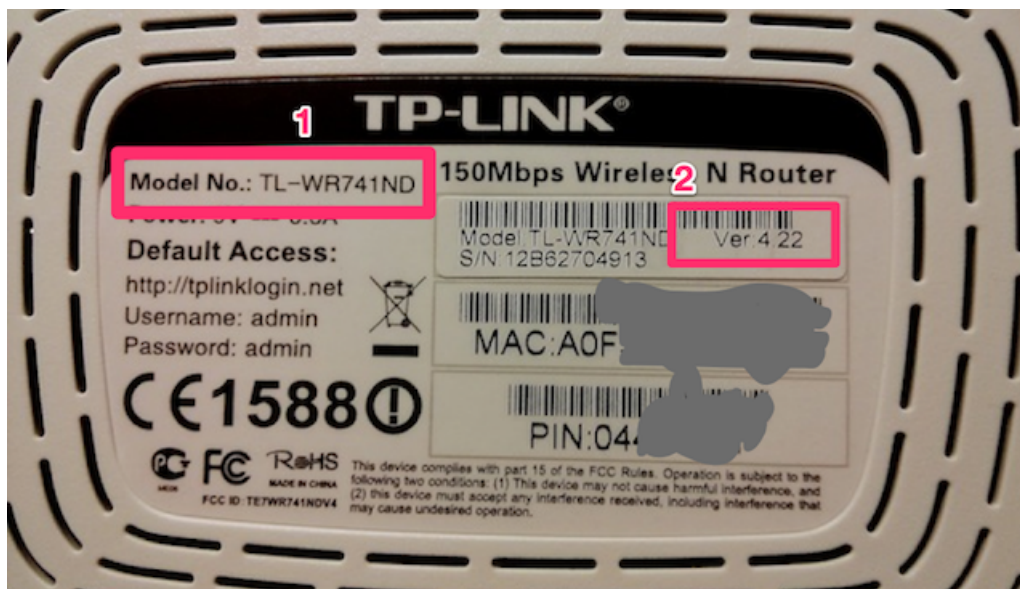 1
TP-LINK®
Model No.: TL-WR741ND
150Mbps Wireless N Router
2
Model:TL-WR741ND Ver:4.22
S/N:12B62704913
Default Access:
http://tplinklogin.net
Username: admin
Password: admin
MAC:A0F
PIN:044
CE1588
FC RoHS
MADE IN CHINA
FCC ID: TE7WR741NDV4
This device complies with part 15 of the FCC Rules. Operation is subject to the
following two conditions: (1) This device may not cause harmful interference, and
(2) this device must accept any interference received, including interference that
may cause undesired operation.